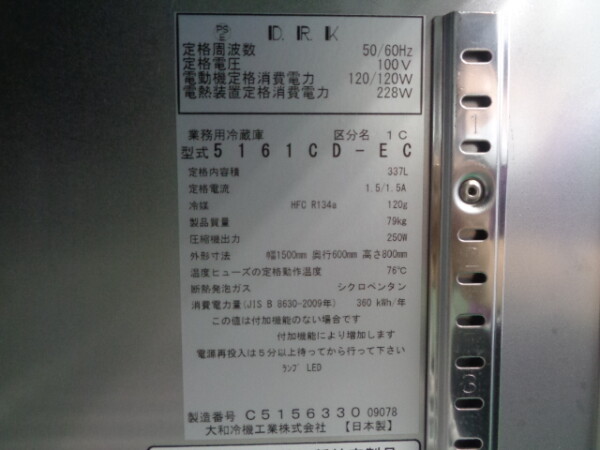 PS
E
D.R.K
定格周波数 50/60Hz
定格電圧 100V
電動機定格消費電力 120/120W
電熱装置定格消費電力 228W
業務用冷蔵庫 区分名 1C
型式 5161CD-EC
定格内容積 337L
定格電流 1.5/1.5A
冷媒 HFC R134a 120g
製品質量 79kg
圧縮機出力 250W
外形寸法 幅1500mm 奥行600mm 高さ800mm
温度ヒューズの定格動作温度 76℃
断熱発泡ガス シクロペンタン
消費電力量(JIS B 8630-2009年) 360 kWh/年
この値は付加機能のない場合です
付加機能により増加します
電源再投入は5分以上待ってから行って下さい
ﾗﾝﾌﾟ LED
製造番号 C5156330 09078
大和冷機工業株式会社 【日本製】
1